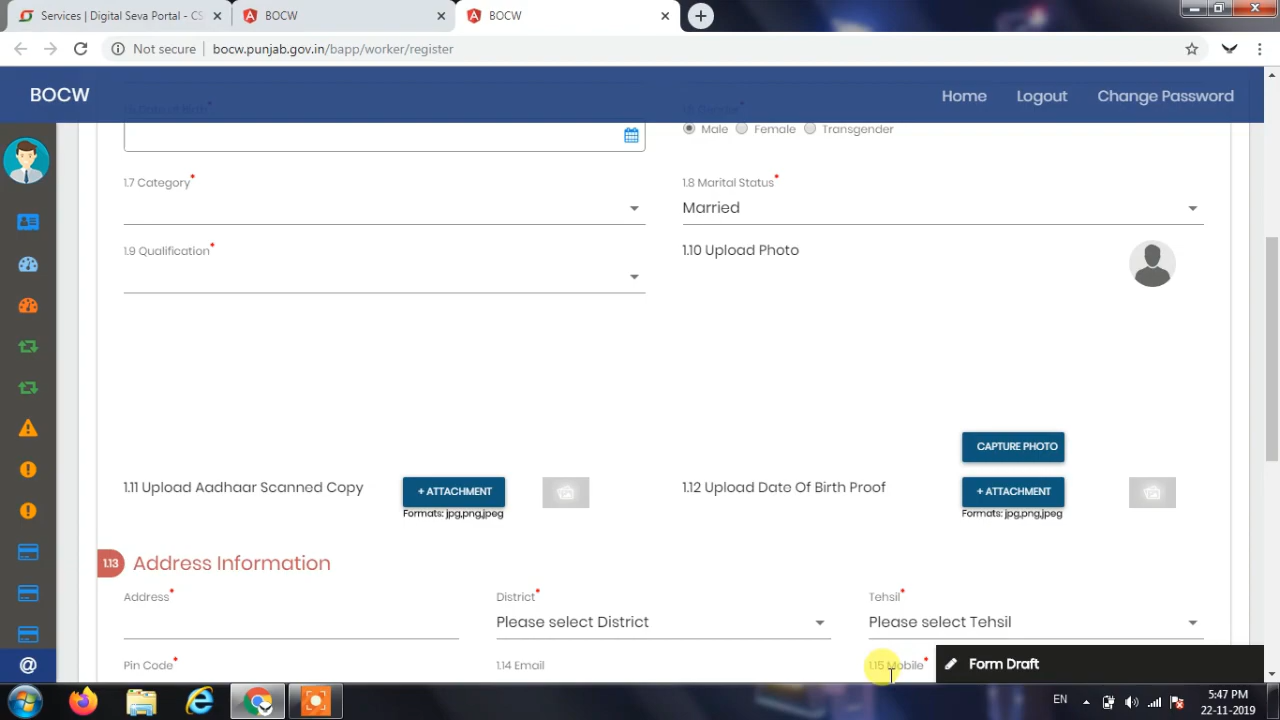 Services | Digital Seva Portal - CS
BOCW
BOCW
Not secure
bocw.punjab.gov.in/bapp/worker/register
BOCW
Home
Logout
Change Password
Male
Female
Transgender
1.7 Category*
1.8 Marital Status*
Married
1.9 Qualification*
1.10 Upload Photo
CAPTURE PHOTO
1.11 Upload Aadhaar Scanned Copy
+ ATTACHMENT
Formats: jpg,png,jpeg
1.12 Upload Date Of Birth Proof
+ ATTACHMENT
Formats: jpg,png,jpeg
1.13 Address Information
Address*
District*
Tehsil*
Please select District
Please select Tehsil
Pin Code*
1.14 Email
1.15 Mobile*
Form Draft
@
EN
5:47 PM
22-11-2019